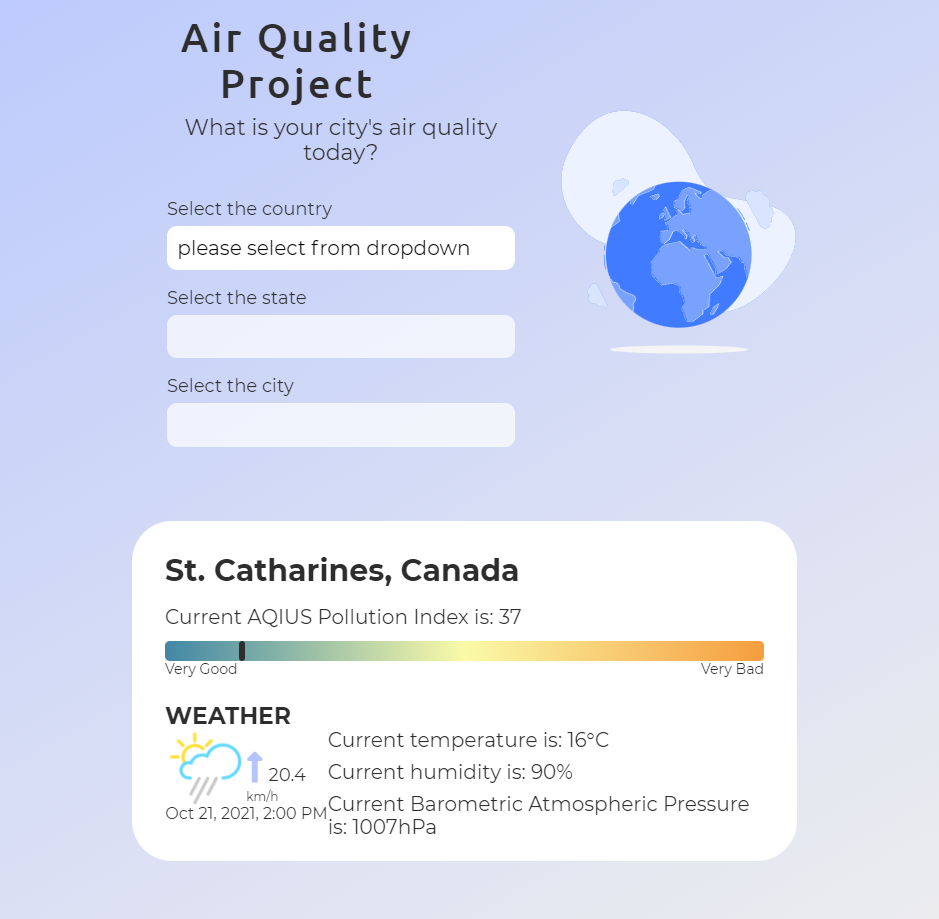 Air Quality
Project
What is your city's air quality
today?
Select the country
please select from dropdown
Select the state
Select the city
St. Catharines, Canada
Current AQIUS Pollution Index is: 37
Very Good
Very Bad
WEATHER
20.4
km/h
Oct 21, 2021, 2:00 PM
Current temperature is: 16°C
Current humidity is: 90%
Current Barometric Atmospheric Pressure
is: 1007hPa